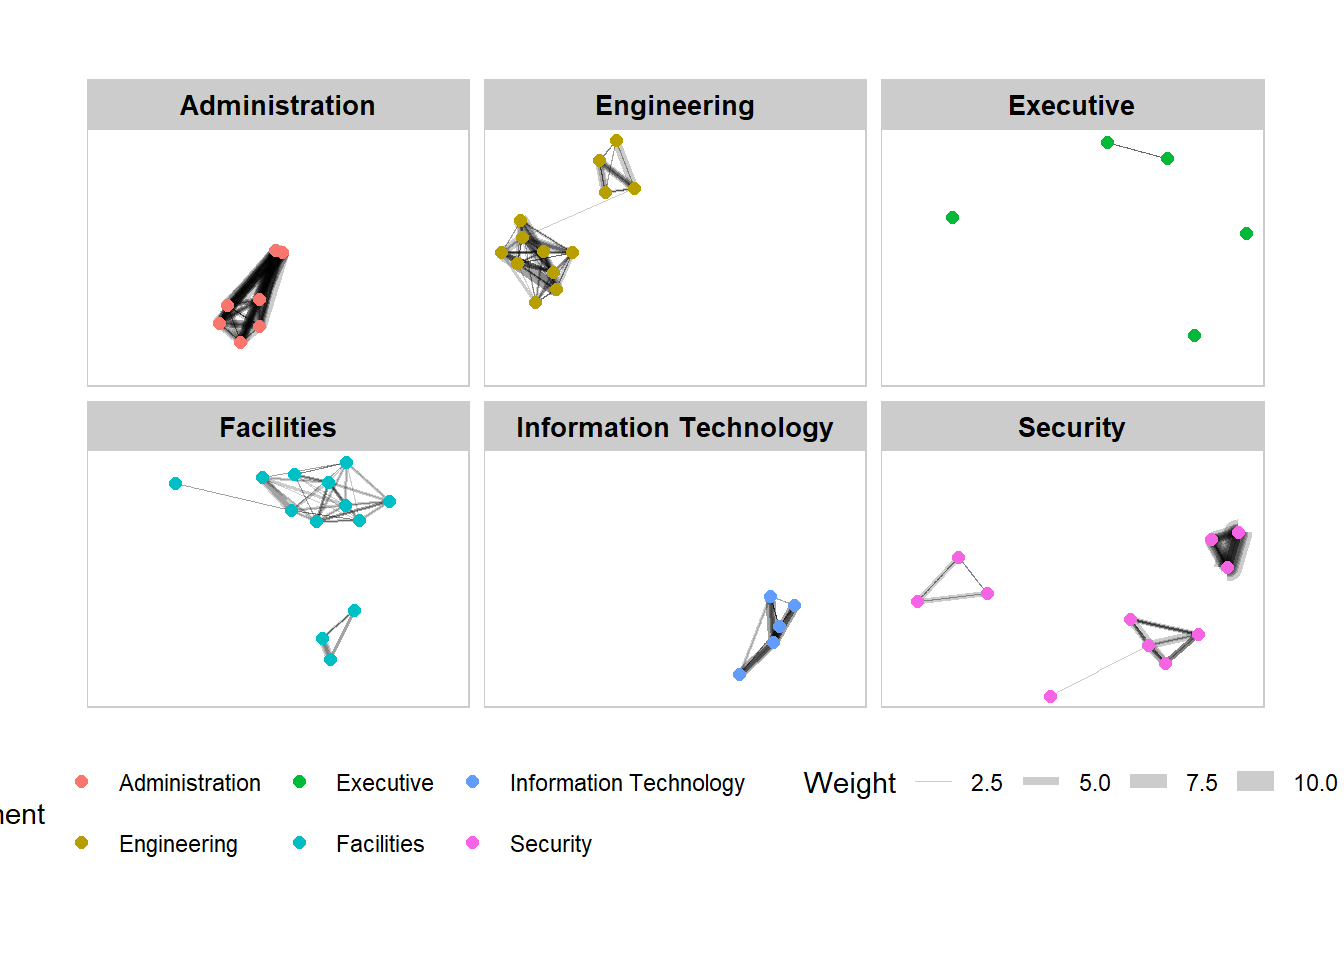 Administration
Engineering
Executive
Facilities
Information Technology
Security
Administration
Executive
Information Technology
Weight
2.5
5.0
7.5
10.0
nent
Engineering
Facilities
Security